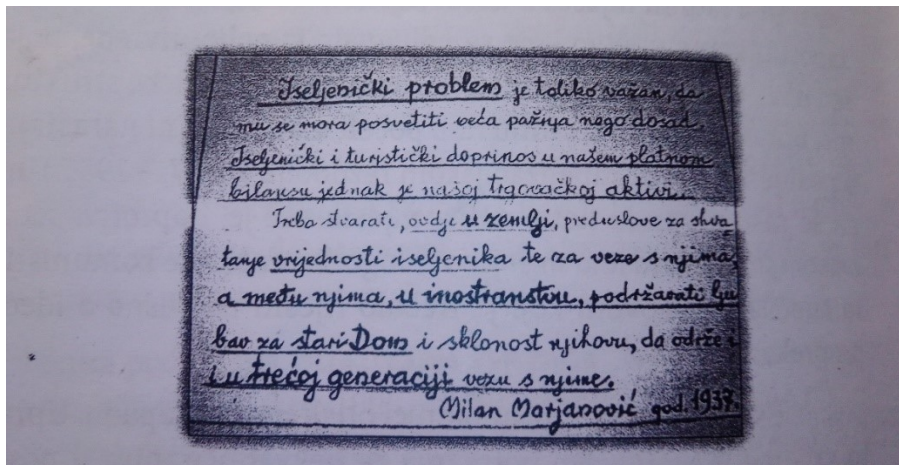 Iseljenički problem je toliko važan, da
mu se mora posvetiti veća pažnja nego dosad.
Iseljenički i turistički doprinos u našem platnom
bilansu jednak je našoj trgovačkoj aktivi.
Treba stvarati, ovdje u zemlji, preduslove za shva
tanje vrijednosti iseljenika te za veze s njima,
a među njima, u inostranstvu, podržavati lju
bav za stari Dom i sklonost njihovu, da održe i
i u trećoj generaciji vezu s njime.
Milan Marjanović god. 1937.